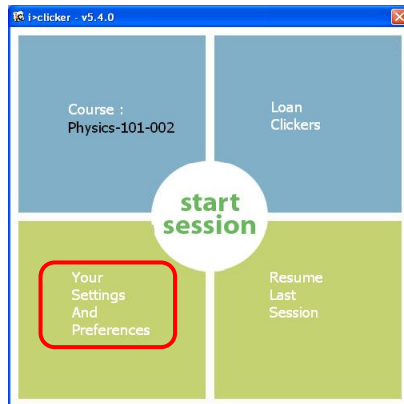 i>clicker - v5.4.0
Course :
Physics-101-002
Loan
Clickers
start
session
Your
Settings
And
Preferences
Resume
Last
Session